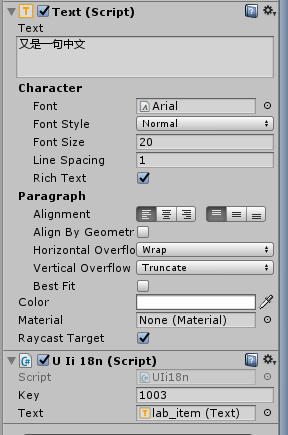 Text (Script)
Text
又是一句中文
Character
Font Arial
Font Style Normal
Font Size 20
Line Spacing 1
Rich Text
Paragraph
Alignment
Align By Geometr
Horizontal Overflo Wrap
Vertical Overflow Truncate
Best Fit
Color
Material None (Material)
Raycast Target
U Ii 18n (Script)
Script UIi18n
Key 1003
Text lab_item (Text)